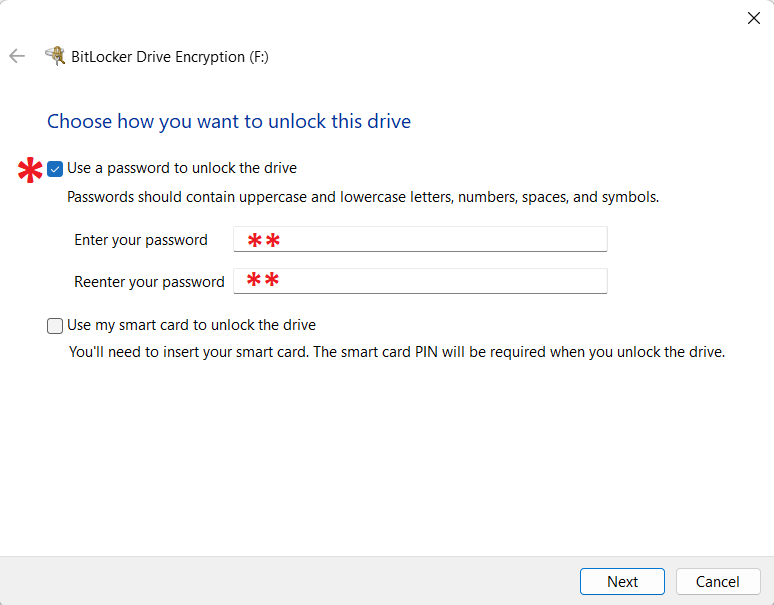 BitLocker Drive Encryption (F:)
Choose how you want to unlock this drive
* Use a password to unlock the drive
Passwords should contain uppercase and lowercase letters, numbers, spaces, and symbols.
Enter your password **
Reenter your password **
Use my smart card to unlock the drive
You'll need to insert your smart card. The smart card PIN will be required when you unlock the drive.
Next Cancel